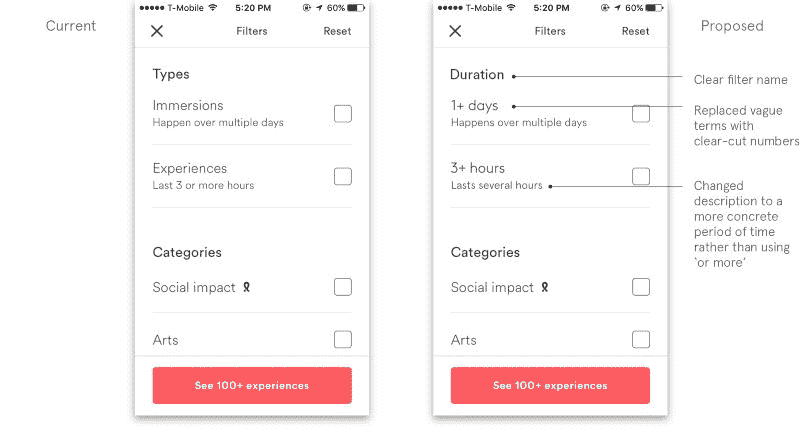 Current
●●●●● T-Mobile 5:20 PM 60%
Filters Reset
Types
Immersions
Happen over multiple days
Experiences
Last 3 or more hours
Categories
Social impact
Arts
See 100+ experiences
●●●●● T-Mobile 5:20 PM 60%
Filters Reset
Duration
1+ days
Happens over multiple days
3+ hours
Lasts several hours
Categories
Social impact
Arts
See 100+ experiences
Proposed
Clear filter name
Replaced vague
terms with
clear-cut numbers
Changed
description to a
more concrete
period of time
rather than using
‘or more’